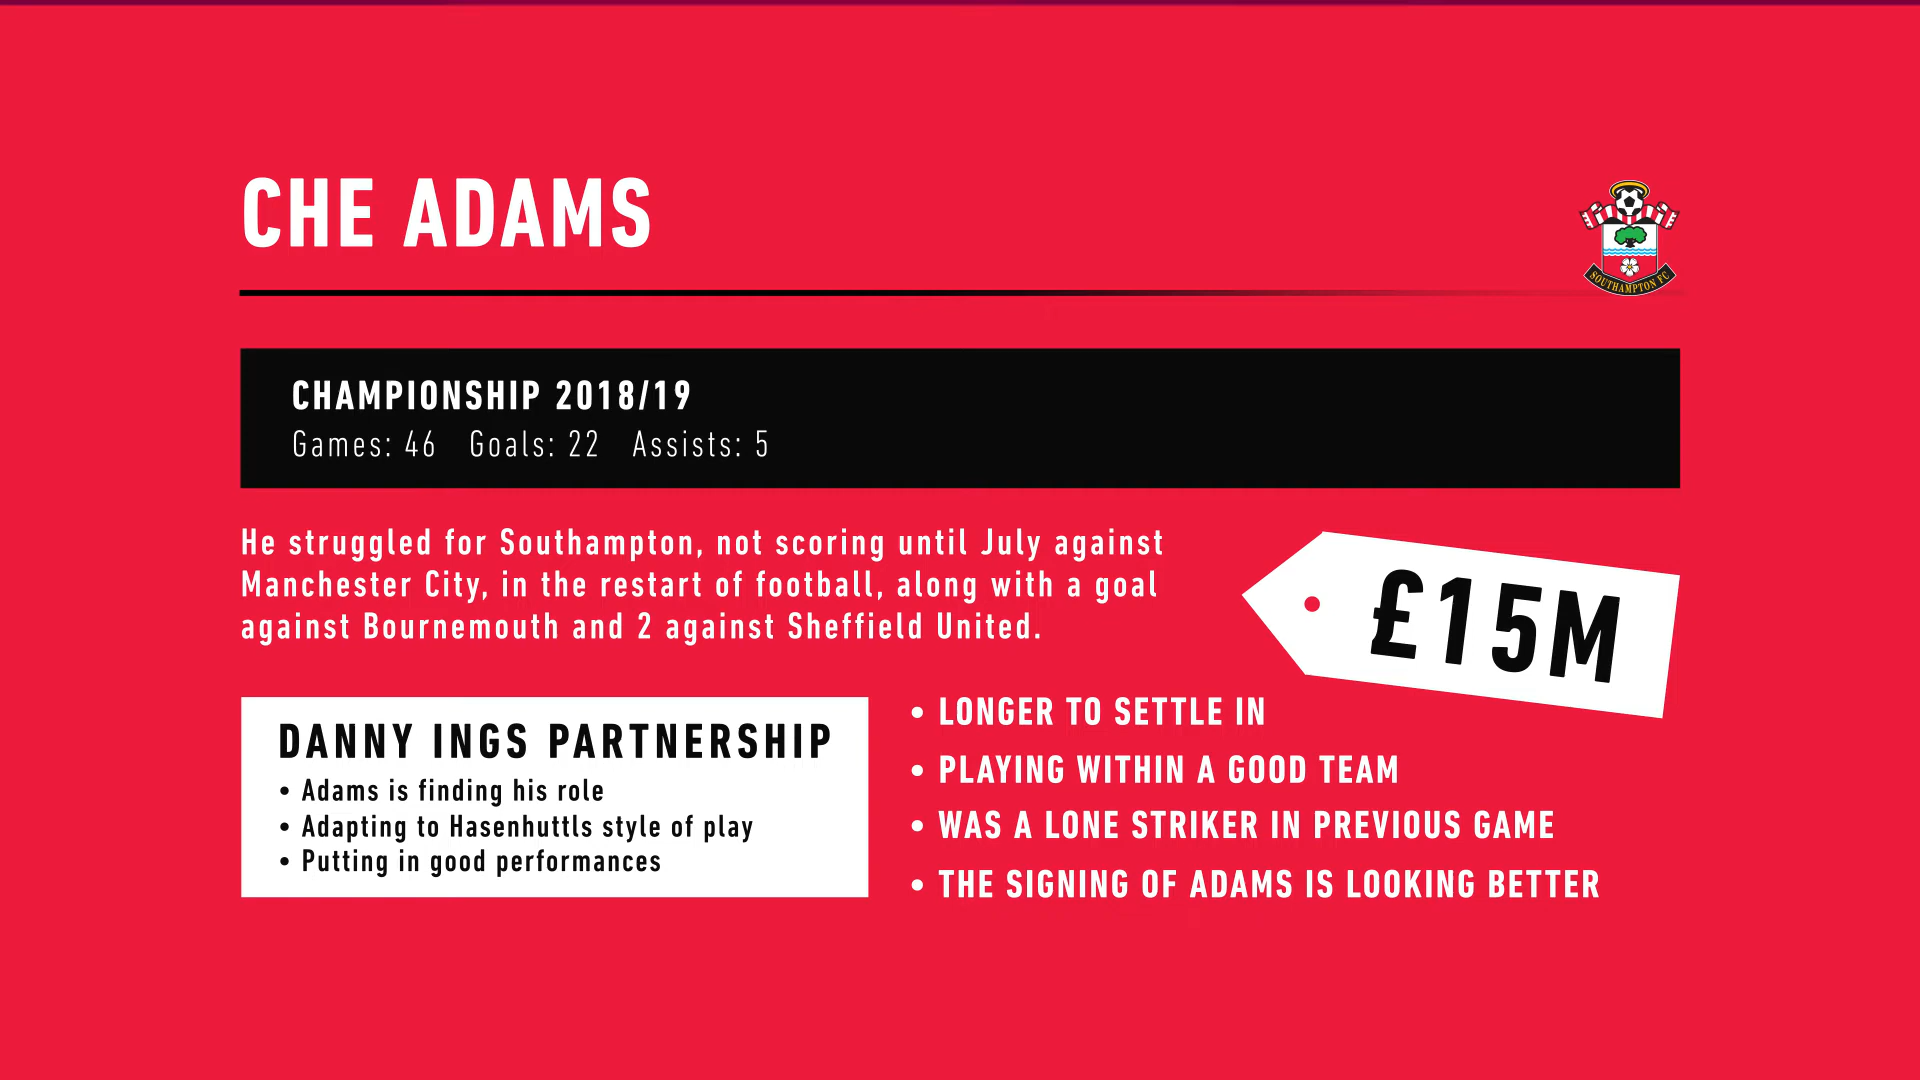 CHE ADAMS
SOUTHAMPTON FC
CHAMPIONSHIP 2018/19
Games: 46 Goals: 22 Assists: 5
He struggled for Southampton, not scoring until July against
Manchester City, in the restart of football, along with a goal
against Bournemouth and 2 against Sheffield United.
£15M
DANNY INGS PARTNERSHIP
• Adams is finding his role
• Adapting to Hasenhuttls style of play
• Putting in good performances
• LONGER TO SETTLE IN
• PLAYING WITHIN A GOOD TEAM
• WAS A LONE STRIKER IN PREVIOUS GAME
• THE SIGNING OF ADAMS IS LOOKING BETTER